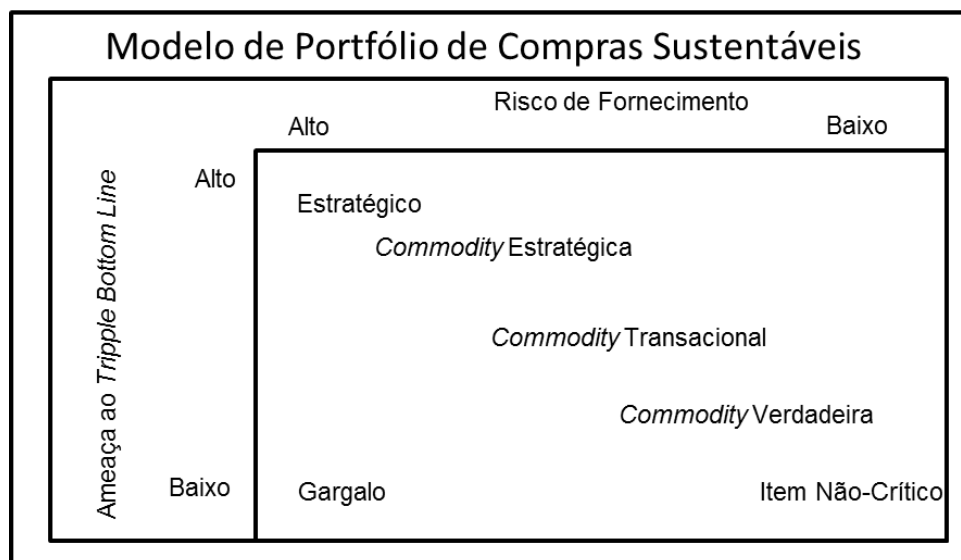 Modelo de Portfólio de Compras Sustentáveis
Risco de Fornecimento
Alto
Baixo
Ameaça ao Tripple Bottom Line
Alto
Estratégico
Commodity Estratégica
Commodity Transacional
Commodity Verdadeira
Baixo
Gargalo
Item Não-Crítico